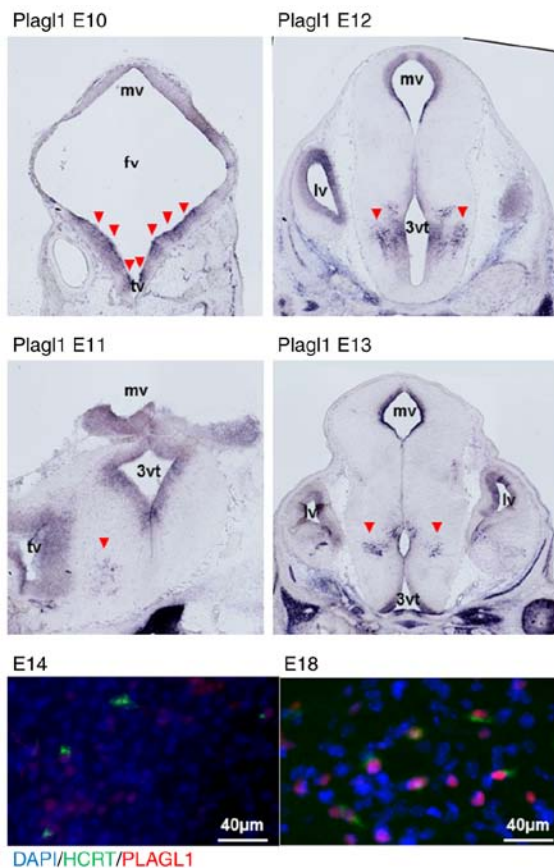 Plagl1 E10
Plagl1 E12
mv
fv
tv
mv
lv
3vt
Plagl1 E11
Plagl1 E13
mv
3vt
tv
mv
lv
lv
3vt
E14
E18
40μm
40μm
DAPI/HCRT/PLAGL1